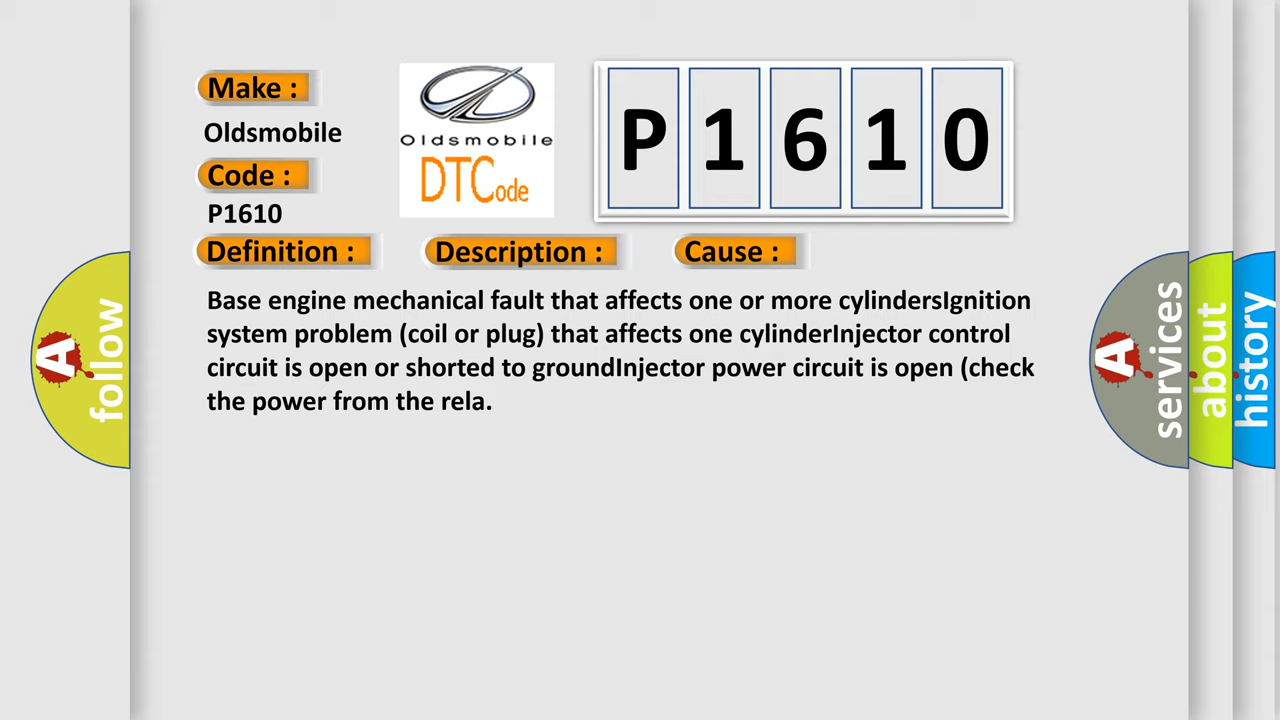 Make :
Oldsmobile
Code :
P1610
Oldsmobile
DTCode
P 1 6 1 0
Definition :
Description :
Cause :
Base engine mechanical fault that affects one or more cylindersIgnition
system problem (coil or plug) that affects one cylinderInjector control
circuit is open or shorted to groundInjector power circuit is open (check
the power from the rela.
A follow
A services
about
history